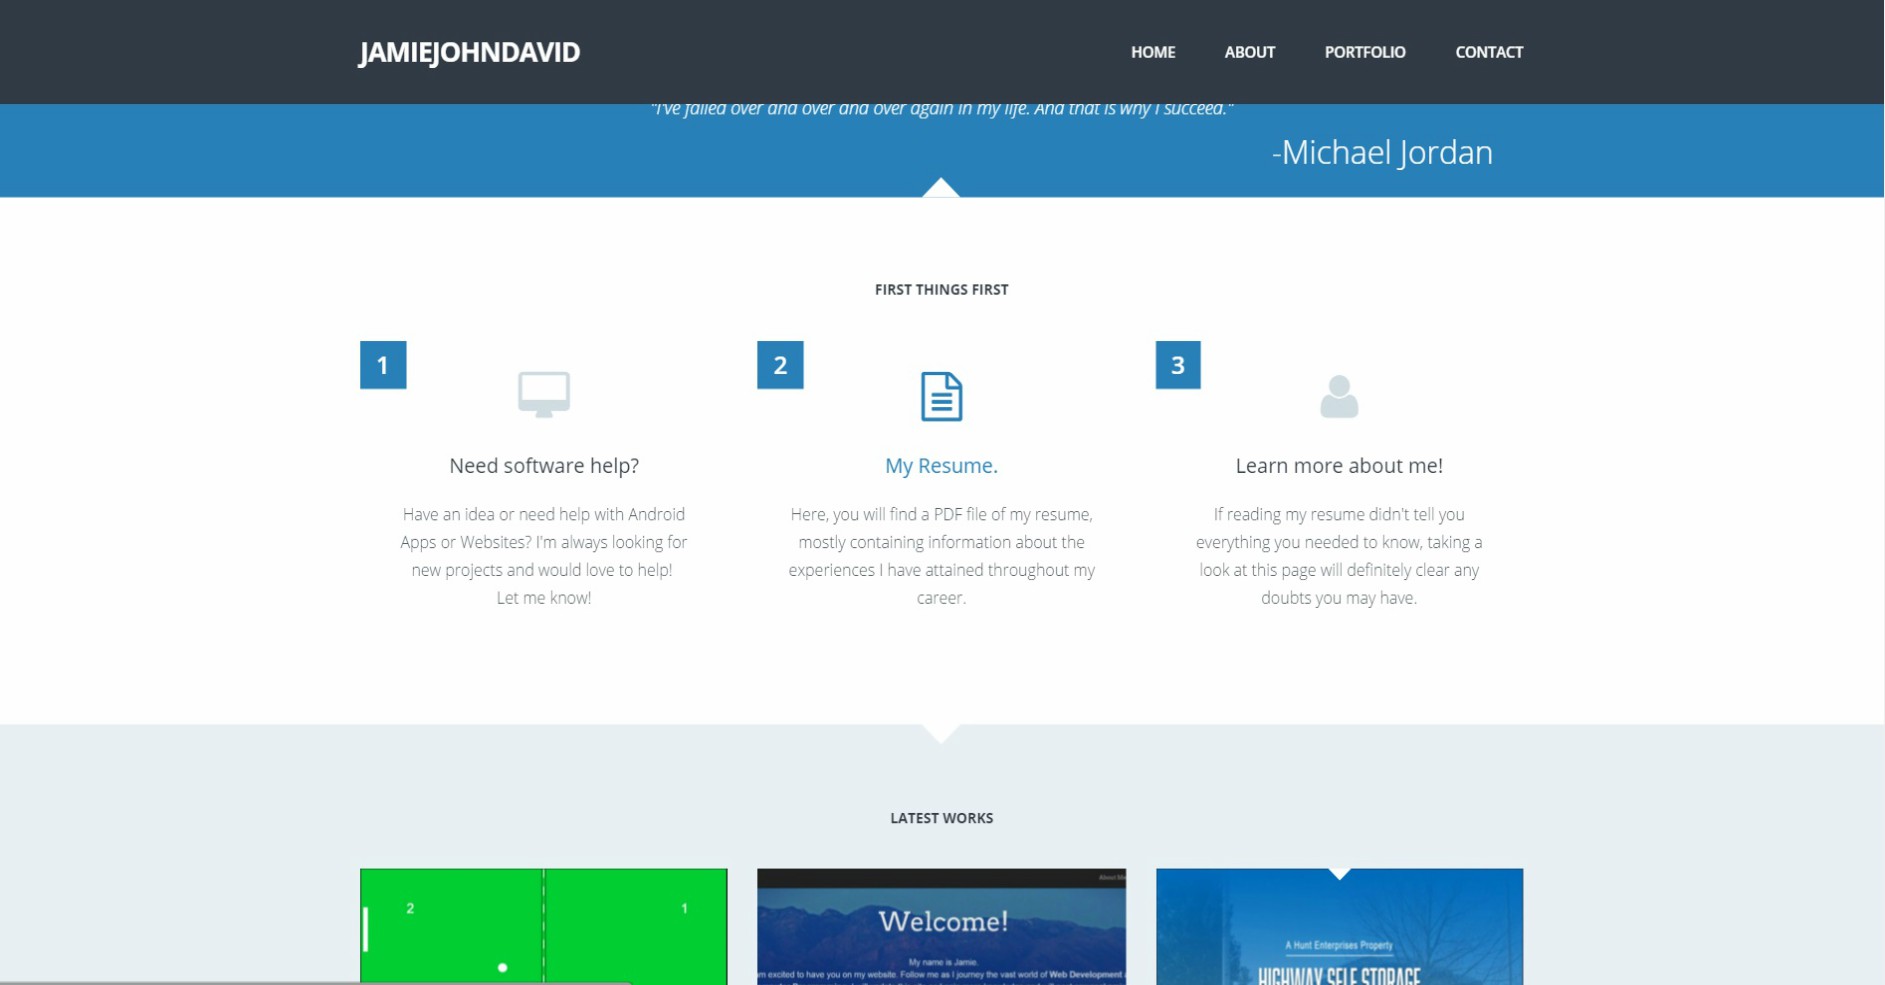 JAMIEJOHNDAVID
HOME ABOUT PORTFOLIO CONTACT
"I've failed over and over and over again in my life. And that is why I succeed."
-Michael Jordan
FIRST THINGS FIRST
1
Need software help?
Have an idea or need help with Android
Apps or Websites? I'm always looking for
new projects and would love to help!
Let me know!
2
My Resume.
Here, you will find a PDF file of my resume,
mostly containing information about the
experiences I have attained throughout my
career.
3
Learn more about me!
If reading my resume didn't tell you
everything you needed to know, taking a
look at this page will definitely clear any
doubts you may have.
LATEST WORKS
2 1
About Me
Welcome!
My name is Jamie.
excited to have you on my website. Follow me as I journey the vast world of Web Development
A Hunt Enterprises Property
HIGHWAY SELF STORAGE